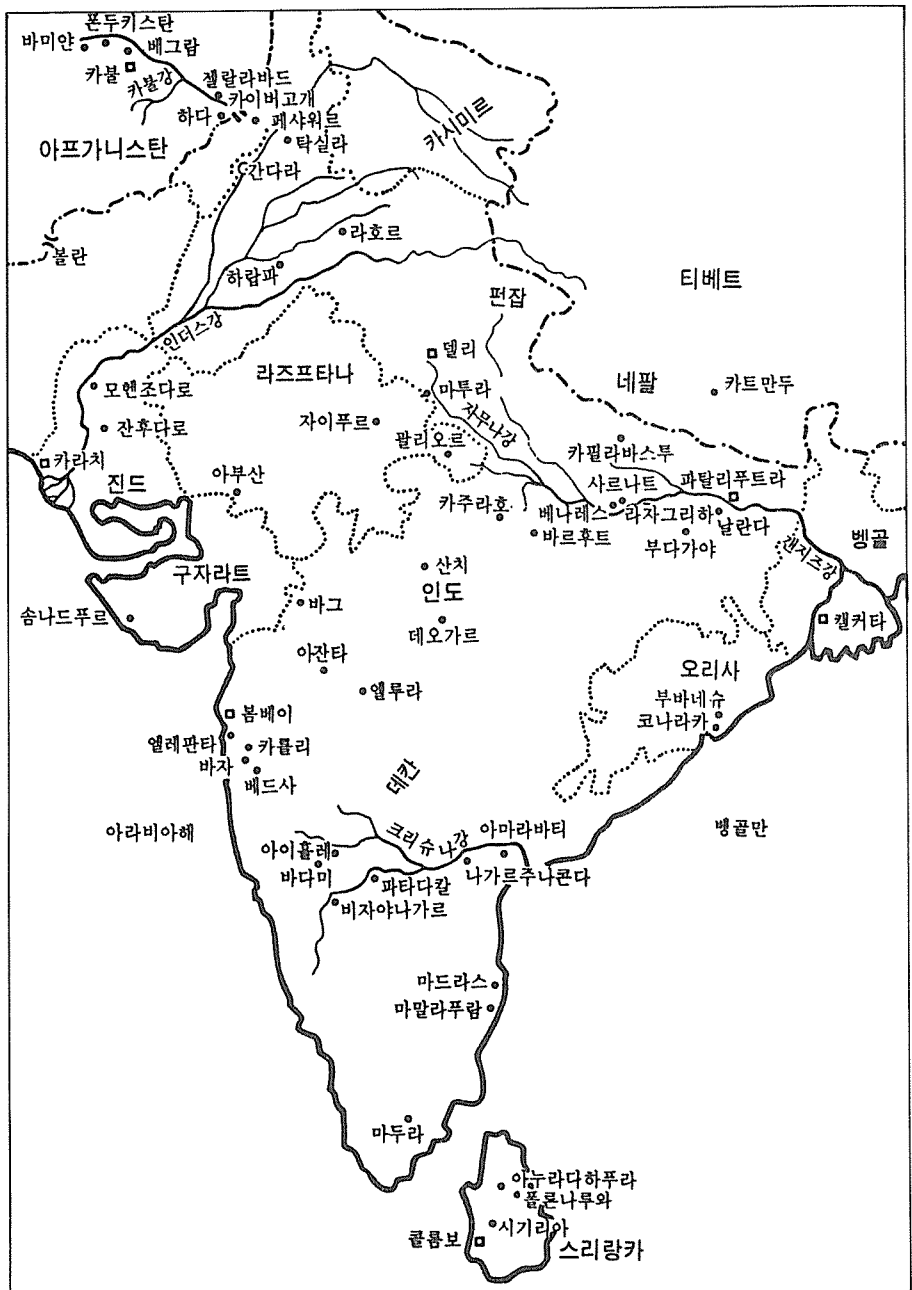 폰두키스탄
바미얀
배그람
카불
카불강
젤랄라바드
카이버고개
하다
페샤워르
탁실라
카시미르
아프가니스탄
간다라
라호르
볼란
하랍파
티베트
펀잡
인더스강
델리
라즈프타나
네팔
카트만두
모헨조다로
마투라
자무나강
잔후다로
자이푸르
괄리오르
카필라바스투
카라치
진드
아부산
사르나트
파탈리푸트라
카주라호
베나레스
라자그리하
날란다
바르후트
부다가야
갠지즈강
벵골
산치
구자라트
바그
인도
솜나드푸르
데오가르
캘커타
아잔타
엘루라
오리사
부바네슈
봄베이
코나라카
엘레판타
카를리
바자
베드사
데칸
아라비아해
크리슈나강
아마라바티
벵골만
아이홀레
바다미
파타다칼
나가르주나콘다
비자야나가르
마드라스
마말라푸람
마두라
아누라다하푸라
폴론나루와
시기리아
콜롬보
스리랑카